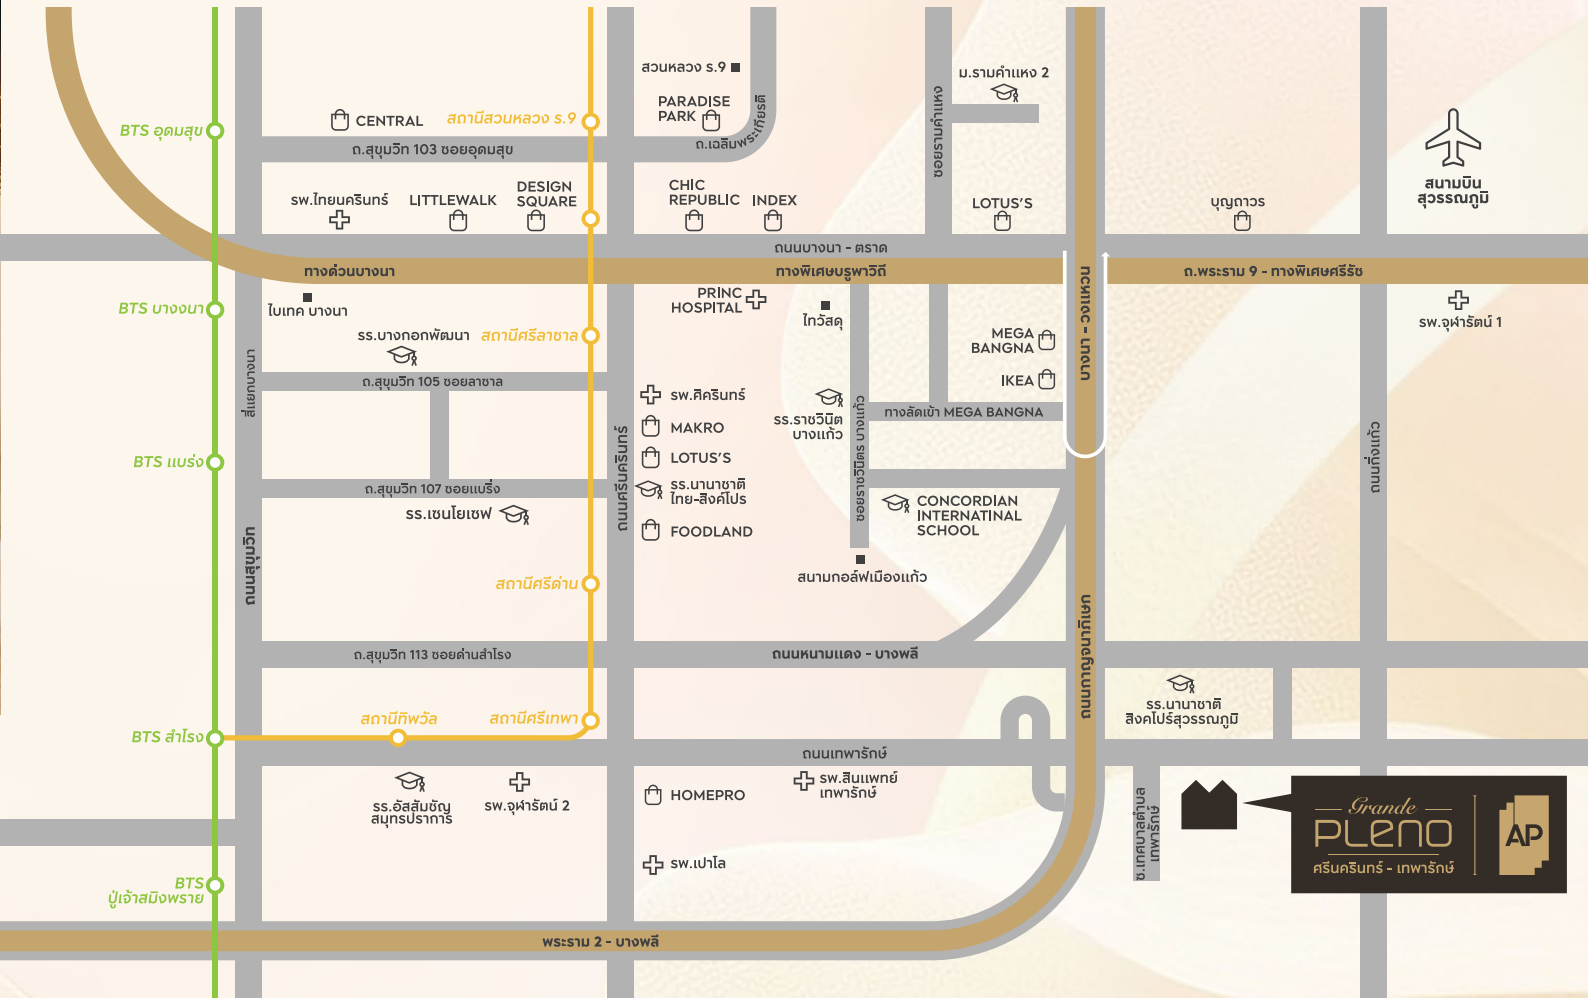 สวนหลวง ร.9
ม.รามคำแหง 2
PARADISE
PARK
BTS อุดมสุข
CENTRAL
สถานีสวนหลวง ร.9
ถ.เฉลิมพระเกียรติ
ถ.สุขุมวิท 103 ซอยอุดมสุข
ซอยรามคำแหง
สนามบิน
สุวรรณภูมิ
รพ.ไทยนครินทร์
LITTLEWALK
DESIGN
SQUARE
CHIC
REPUBLIC
INDEX
LOTUS'S
บุญถาวร
ถนนบางนา - ตราด
ทางด่วนบางนา
ทางพิเศษบรูพาวิถี
ถ.พระราม 9 - ทางพิเศษศรีรัช
BTS บางงนา
ไบเทค บางนา
PRINC
HOSPITAL
ไทวัสดุ
รพ.จุฬารัตน์ 1
รร.บางกอกพัฒนา
สถานีศรีลาซาล
MEGA
BANGNA
IKEA
สี่แยกบางนา
ถ.สุขุมวิท 105 ซอยลาซาล
รพ.ศิครินทร์
MAKRO
LOTUS'S
รร.นานาชาติ
ไทย-สิงค์โปร
FOODLAND
รร.ราชวินิต
บางแก้ว
ทางลัดเข้า MEGA BANGNA
BTS แบร่ง
ถ.สุขุมวิท 107 ซอยแบริ่ง
รร.เซนโยเซฟ
ถนนศรีนครินทร์
CONCORDIAN
INTERNATINAL
SCHOOL
ถนนกิ่งแก้ว
ถนนสุขุมวิท
สถานีศรีด่าน
สนามกอล์ฟเมืองแก้ว
ถนนกาญจนาภิเษก
ถ.สุขุมวิท 113 ซอยด่านสำโรง
ถนนหนามแดง - บางพลี
รร.นานาชาติ
สิงคโปร์สุวรรณภูมิ
BTS สำโรง
สถานีทิพวัล
สถานีศรีเทพา
ถนนเทพารักษ์
รร.อัสสัมชัญ
สมุทรปราการ
รพ.จุฬารัตน์ 2
HOMEPRO
รพ.สินแพทย์
เทพารักษ์
ซ.เทศบาลตำบล
เทพารักษ์
Grande
PLENO
ศรีนครินทร์ - เทพารักษ์
AP
รพ.เปาโล
BTS
ปู่เจ้าสมิงพราย
พระราม 2 - บางพลี